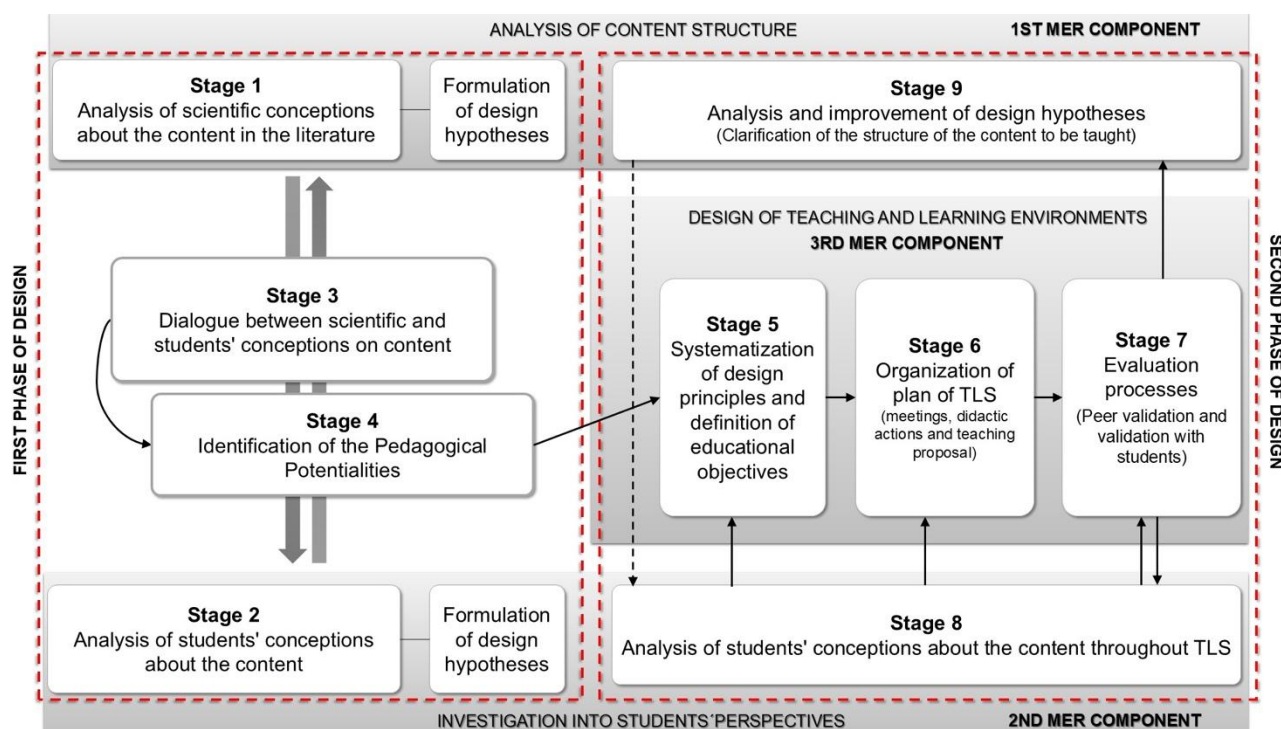 ANALYSIS OF CONTENT STRUCTURE
1ST MER COMPONENT
FIRST PHASE OF DESIGN
Stage 1
Analysis of scientific conceptions
about the content in the literature
Formulation
of design
hypotheses
Stage 3
Dialogue between scientific and
students' conceptions on content
Stage 4
Identification of the Pedagogical
Potentialities
Stage 2
Analysis of students' conceptions
about the content
Formulation
of design
hypotheses
Stage 9
Analysis and improvement of design hypotheses
(Clarification of the structure of the content to be taught)
DESIGN OF TEACHING AND LEARNING ENVIRONMENTS
3RD MER COMPONENT
Stage 5
Systematization
of design
principles and
definition of
educational
objectives
Stage 6
Organization of
plan of TLS
(meetings, didactic
actions and teaching
proposal)
Stage 7
Evaluation
processes
(Peer validation and
validation with
students)
Stage 8
Analysis of students' conceptions about the content throughout TLS
SECOND PHASE OF DESIGN
INVESTIGATION INTO STUDENTS´PERSPECTIVES
2ND MER COMPONENT